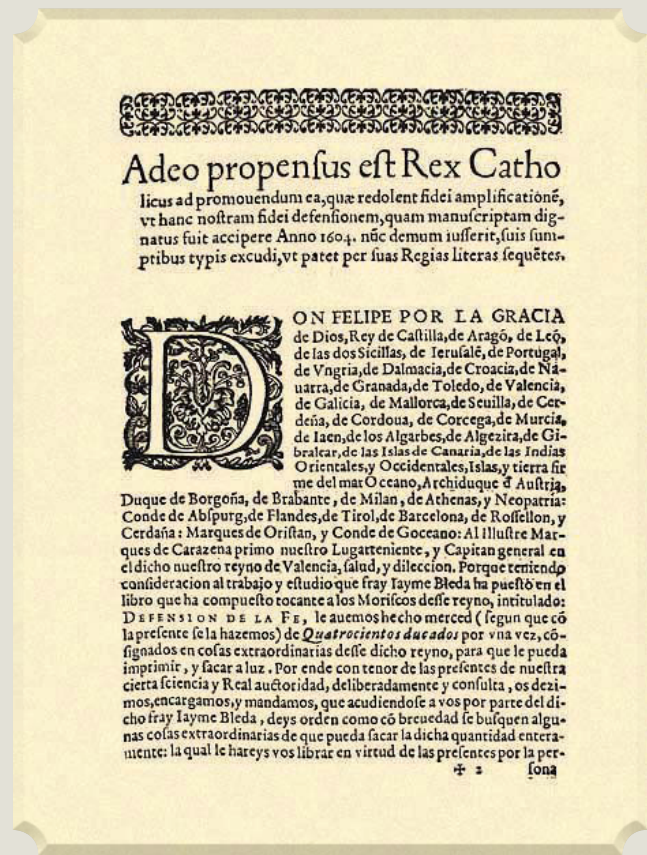 Adeo propenſus eſt Rex Catho
licus ad promouendum ea,quæ redolent fidei amplificationē,
vt hanc noſtram fidei defenſionem,quam manuſcriptam dig-
natus fuit accipere Anno 1604. nūc demum iuſſerit,ſuis ſum-
ptibus typis excudi,vt patet per ſuas Regias literas ſequētes.
DON FELIPE POR LA GRACIA
de Dios,Rey de Caſtilla,de Aragō, de Leō,
de las dos Sicillas, de Ieruſalē, de Portugal,
de Vngria,de Dalmacia,de Croacia,de Na-
uarra,de Granada,de Toledo,de Valencia,
de Galicia, de Mallorca,de Seuilla,de Cer-
deña, de Cordoua, de Corcega,de Murcia,
de Iaen,de los Algarbes,de Algezira,de Gi-
braltar,de las Islas de Canaria,de las Indias
Orientales,y Occidentales,Islas,y tierra fir
me del mar Oceano,Archiduque đ Auſtria,
Duque de Borgoña, de Brabante, de Milan, de Athenas, y Neopatria:
Conde de Abſpurg,de Flandes,de Tirol,de Barcelona, de Roſſellon, y
Cerdaña: Marques de Oriſtan, y Conde de Goceano: Al Illuſtre Mar-
ques de Carazena primo nueſtro Lugarteniente, y Capitan general en
el dicho nueſtro reyno de Valencia, ſalud, y dileccion. Porque teniendo
conſideracion al trabajo y eſtudio que fray Iayme Bleda ha pueſto en el
libro que ha compueſto tocante a los Moriſcos deſſe reyno, intitulado:
DEFENSION DE LA FE, le auemos hecho merced (ſegun que cō
la preſente ſe la hazemos) de Quatrocientos ducados por vna vez, cō-
ſignados en coſas extraordinarias deſſe dicho reyno, para que le pueda
imprimir, y ſacar a luz. Por ende con tenor de las preſentes de nueſtra
cierta ſciencia y Real auctoridad, deliberadamente y conſulta, os dezi-
mos,encargamos,y mandamos, que acudiendoſe a vos por parte del di-
cho fray Iayme Bleda, deys orden como cō breuedad ſe buſquen algu-
nas coſas extraordinarias de que pueda ſacar la dicha quantidad entera-
mente: la qual le hareys vos librar en virtud de las preſentes por la per-
✠ 2 ſona